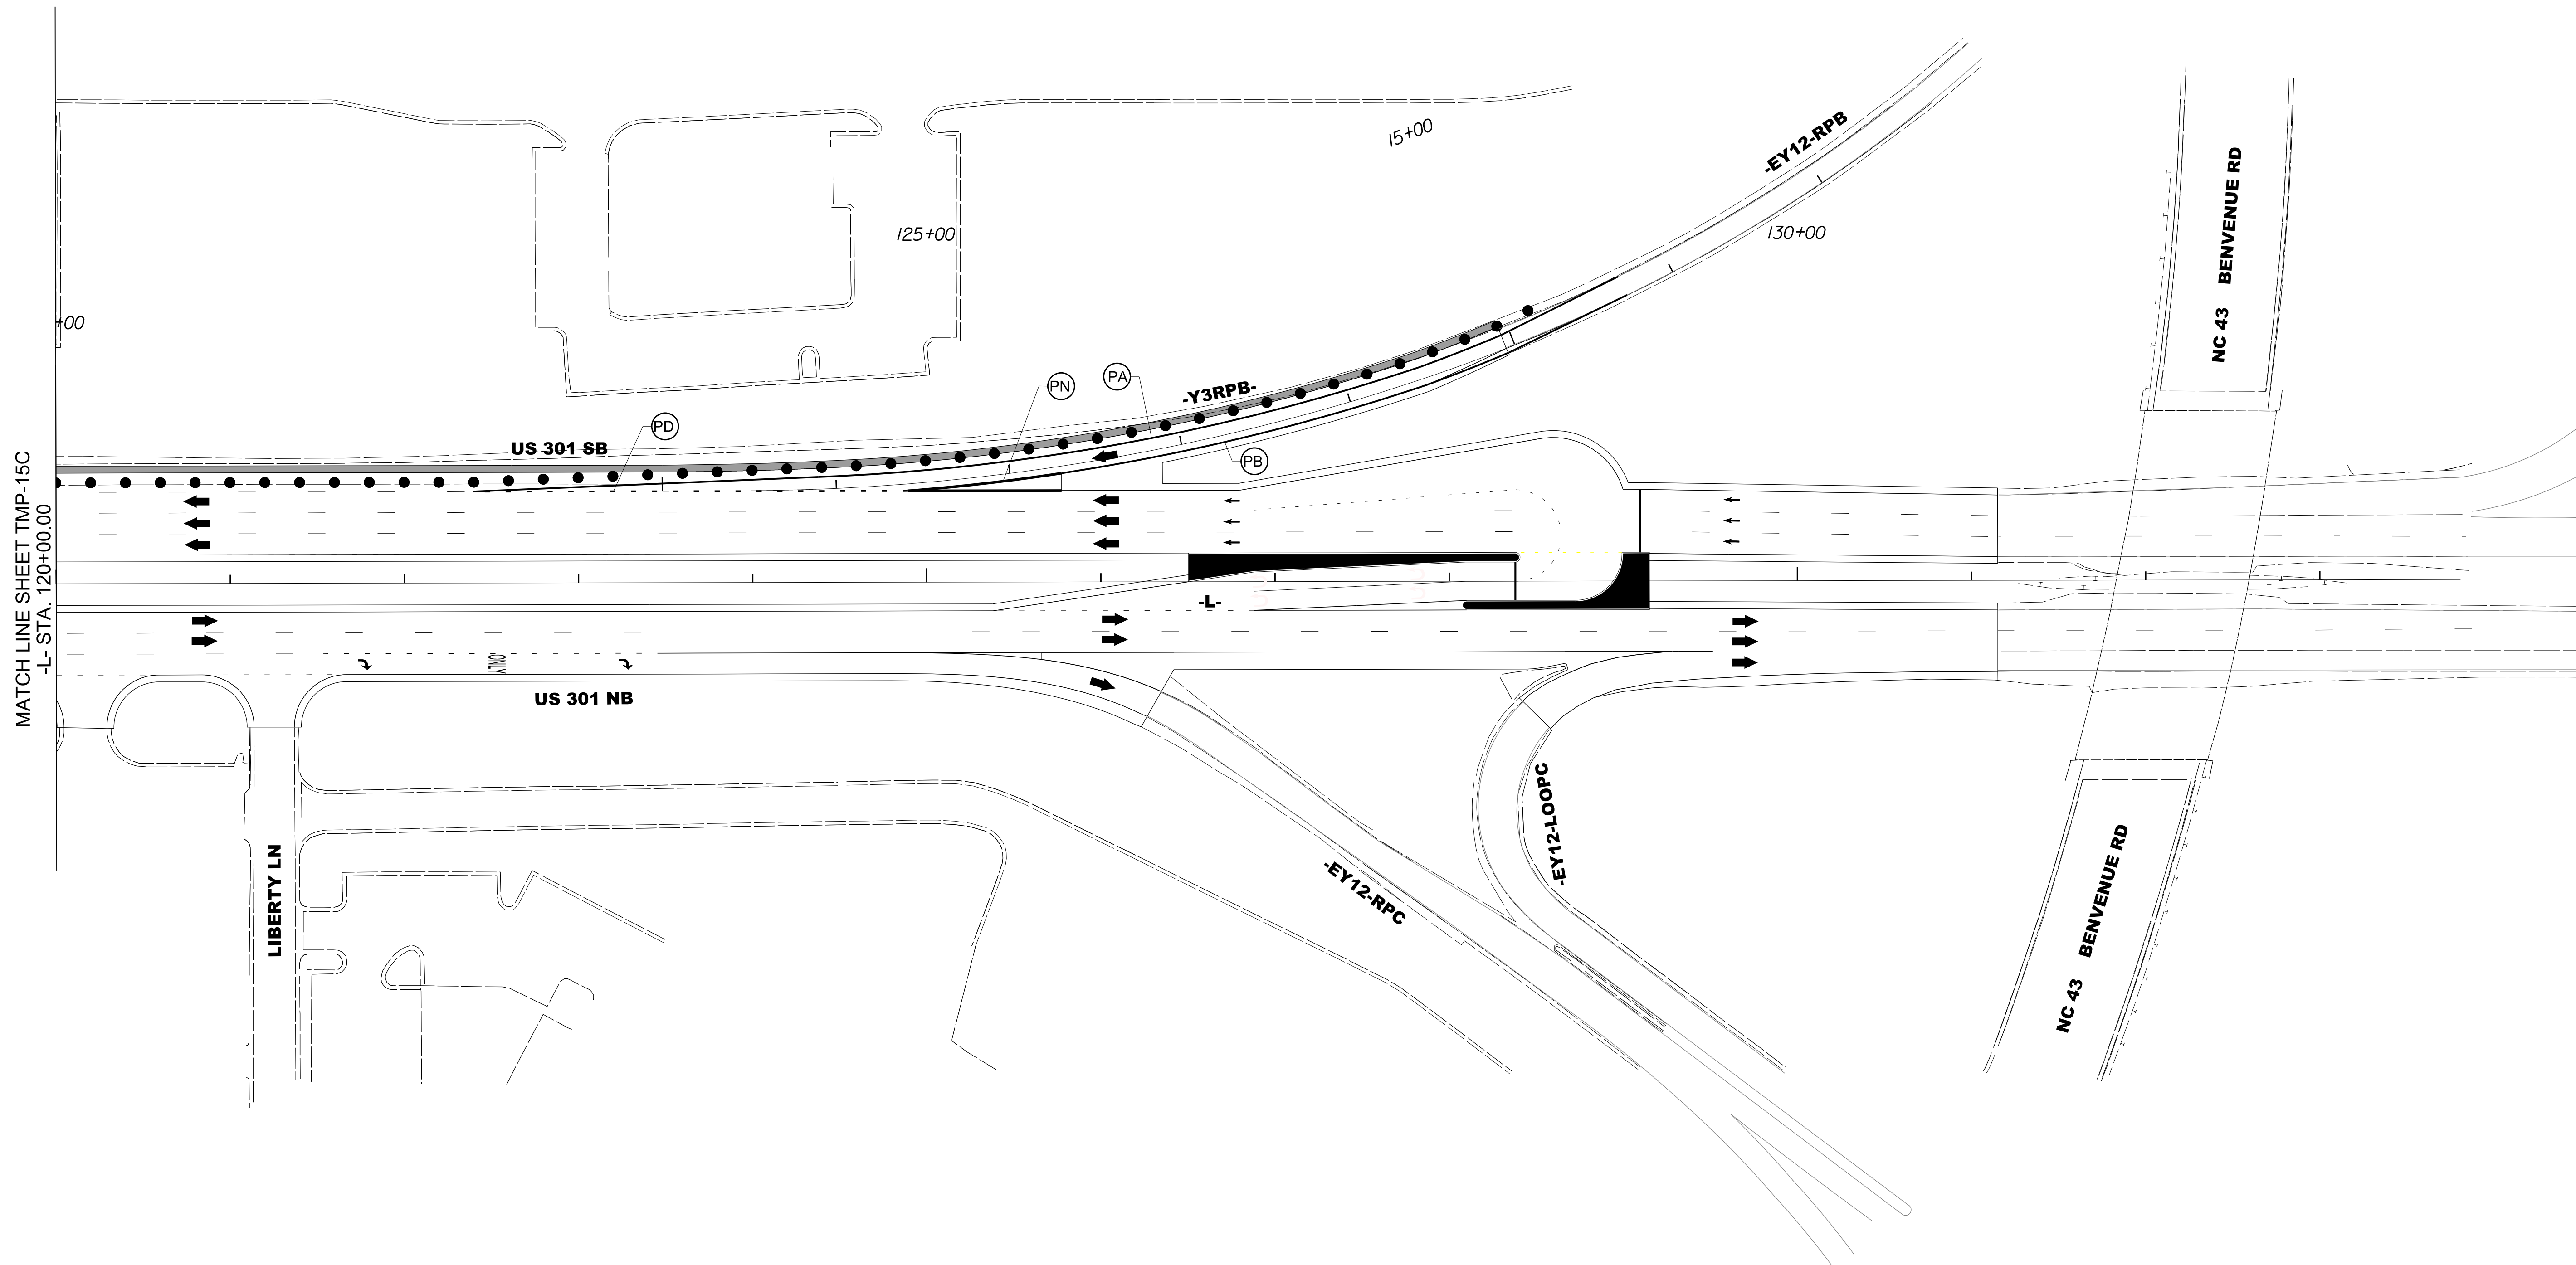 -EY12-RPB
15+00
125+00
130+00
NC 43 BENVENUE RD
+00
PN
PA
-Y3RPB-
PD
US 301 SB
PB
MATCH LINE SHEET TMP-15C
-L- STA. 120+00.00
-L-
ONLY
US 301 NB
-EY12-LOOPC
LIBERTY LN
-EY12-RPC
NC 43 BENVENUE RD